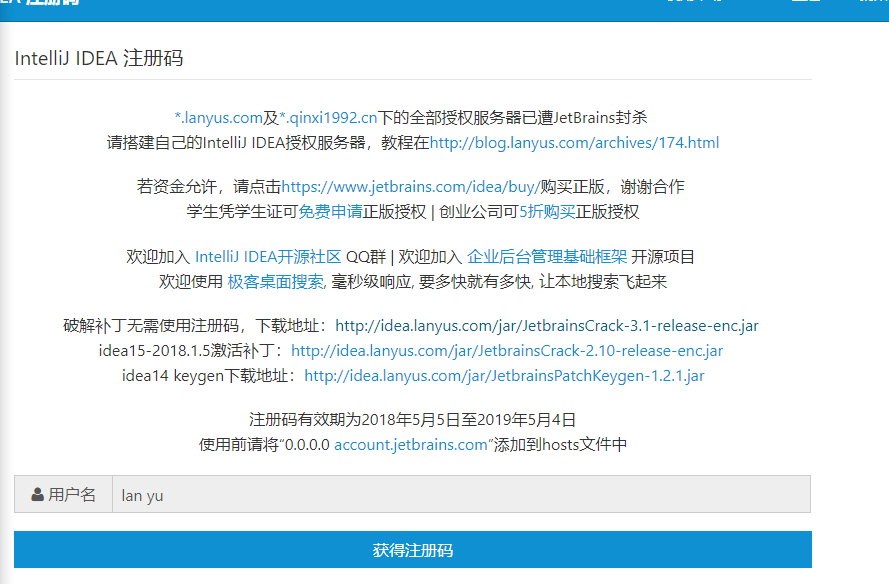 IntelliJ IDEA 注册码
*.lanyus.com及*.qinxi1992.cn下的全部授权服务器已遭JetBrains封杀
请搭建自己的IntelliJ IDEA授权服务器，教程在http://blog.lanyus.com/archives/174.html
若资金允许，请点击https://www.jetbrains.com/idea/buy/购买正版，谢谢合作
学生凭学生证可免费申请正版授权 | 创业公司可5折购买正版授权
欢迎加入 IntelliJ IDEA开源社区 QQ群 | 欢迎加入 企业后台管理基础框架 开源项目
欢迎使用 极客桌面搜索, 毫秒级响应, 要多快就有多快, 让本地搜索飞起来
破解补丁无需使用注册码，下载地址：http://idea.lanyus.com/jar/JetbrainsCrack-3.1-release-enc.jar
idea15-2018.1.5激活补丁：http://idea.lanyus.com/jar/JetbrainsCrack-2.10-release-enc.jar
idea14 keygen下载地址：http://idea.lanyus.com/jar/JetbrainsPatchKeygen-1.2.1.jar
注册码有效期为2018年5月5日至2019年5月4日
使用前请将“0.0.0.0 account.jetbrains.com”添加到hosts文件中
用户名 lan yu
获得注册码